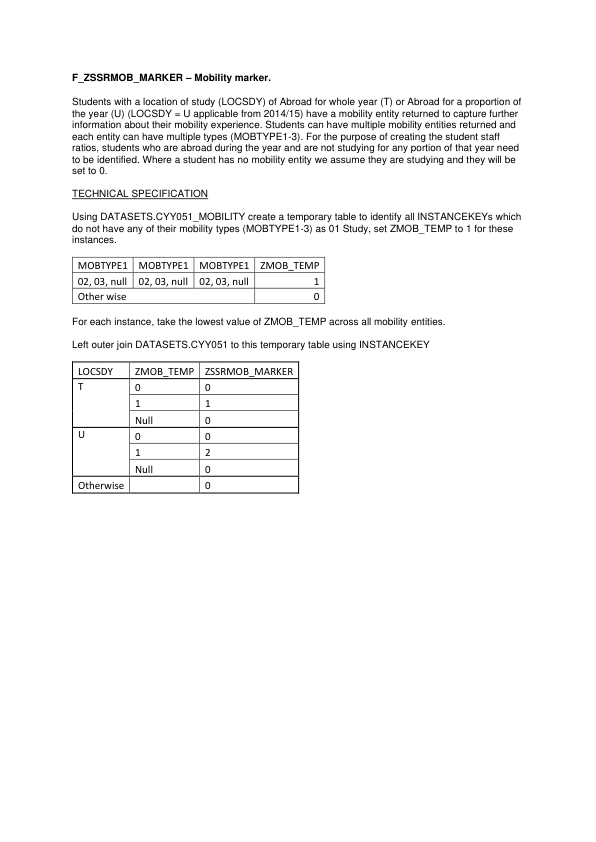 F_ZSSRMOB_MARKER – Mobility marker.
Students with a location of study (LOCSDY) of Abroad for whole year (T) or Abroad for a proportion of
the year (U) (LOCSDY = U applicable from 2014/15) have a mobility entity returned to capture further
information about their mobility experience. Students can have multiple mobility entities returned and
each entity can have multiple types (MOBTYPE1-3). For the purpose of creating the student staff
ratios, students who are abroad during the year and are not studying for any portion of that year need
to be identified. Where a student has no mobility entity we assume they are studying and they will be
set to 0.
TECHNICAL SPECIFICATION
Using DATASETS.CYY051_MOBILITY create a temporary table to identify all INSTANCEKEYs which
do not have any of their mobility types (MOBTYPE1-3) as 01 Study, set ZMOB_TEMP to 1 for these
instances.
MOBTYPE1 MOBTYPE1 MOBTYPE1 ZMOB_TEMP
02, 03, null 02, 03, null 02, 03, null 1
Other wise 0
For each instance, take the lowest value of ZMOB_TEMP across all mobility entities.
Left outer join DATASETS.CYY051 to this temporary table using INSTANCEKEY
LOCSDY ZMOB_TEMP ZSSRMOB_MARKER
T 0 0
1 1
Null 0
U 0 0
1 2
Null 0
Otherwise 0